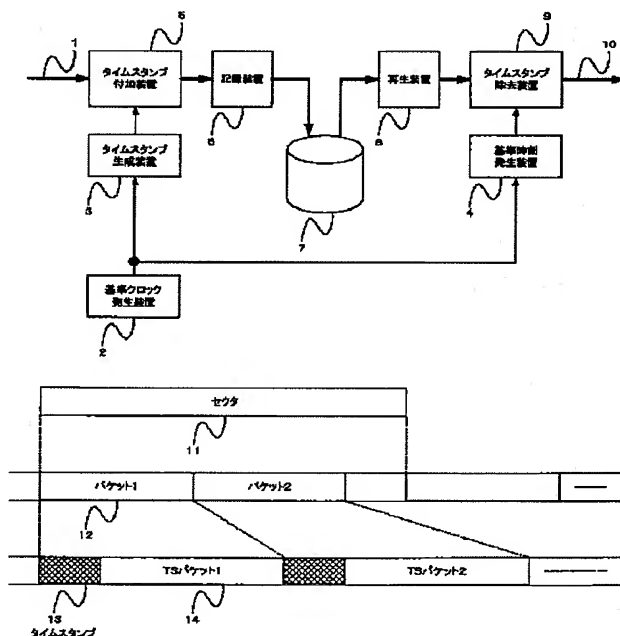 1
5
9
10
タイムスタンプ
付加装置
記録装置
再生装置
タイムスタンプ
除去装置
6
8
タイムスタンプ
生成装置
基準時刻
発生装置
3
7
4
基準クロック
発生装置
2
セクタ
11
パケット1
パケット2
12
TSパケット1
TSパケット2
13
14
タイムスタンプ